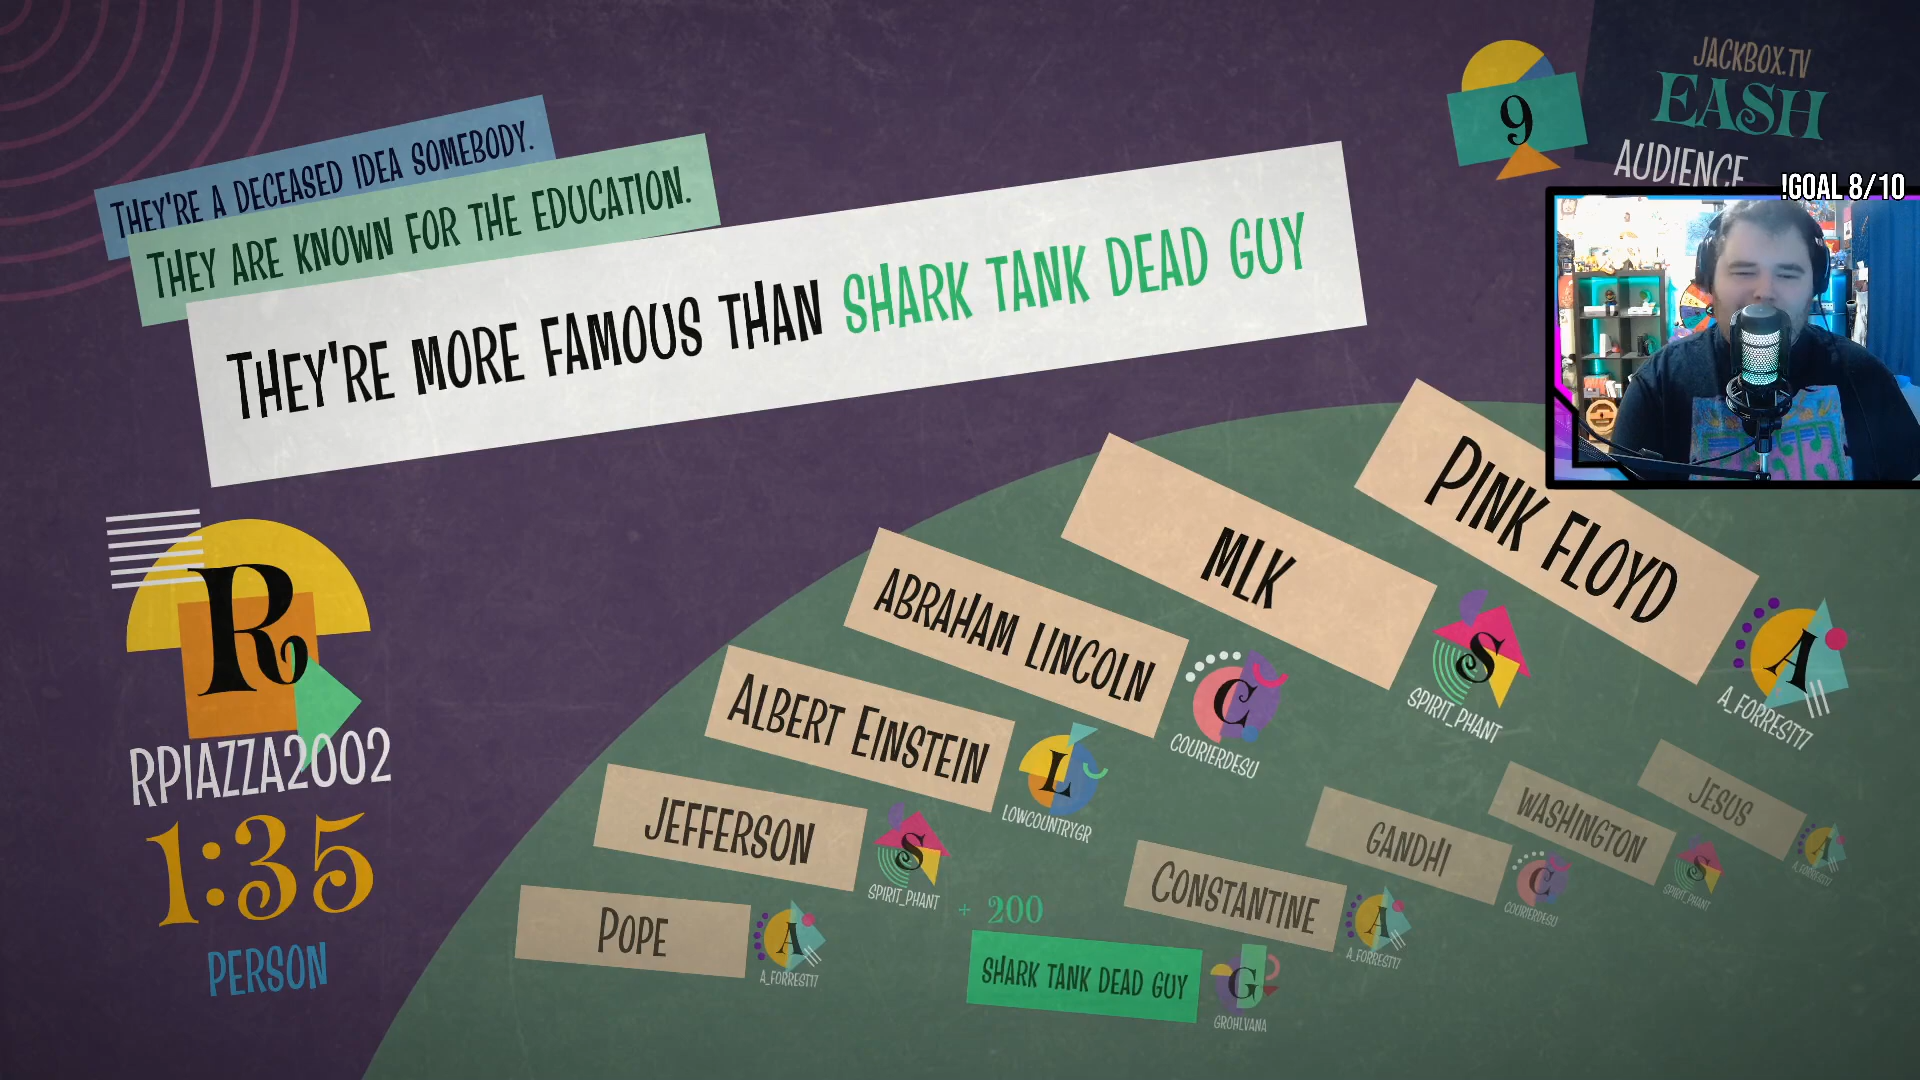 THEY'RE A DECEASED IDEA SOMEBODY.
THEY ARE KNOWN FOR THE EDUCATION.
THEY'RE MORE FAMOUS THAN SHARK TANK DEAD GUY
9
JACKBOX.TV
EASH
AUDIENCE
!GOAL 8/10
R
RPIAZZA2002
1:35
PERSON
PINK FLOYD
A
A_FORREST17
MLK
S
SPIRIT_PHANT
ABRAHAM LINCOLN
C
COURIERDESU
ALBERT EINSTEIN
L
LOWCOUNTRYGR
JEFFERSON
S
SPIRIT_PHANT
POPE
A
A_FORREST17
JESUS
A
A_FORREST17
WASHINGTON
S
SPIRIT_PHANT
GANDHI
C
COURIERDESU
CONSTANTINE
A
A_FORREST17
+ 200
SHARK TANK DEAD GUY
G
GROHLVANA